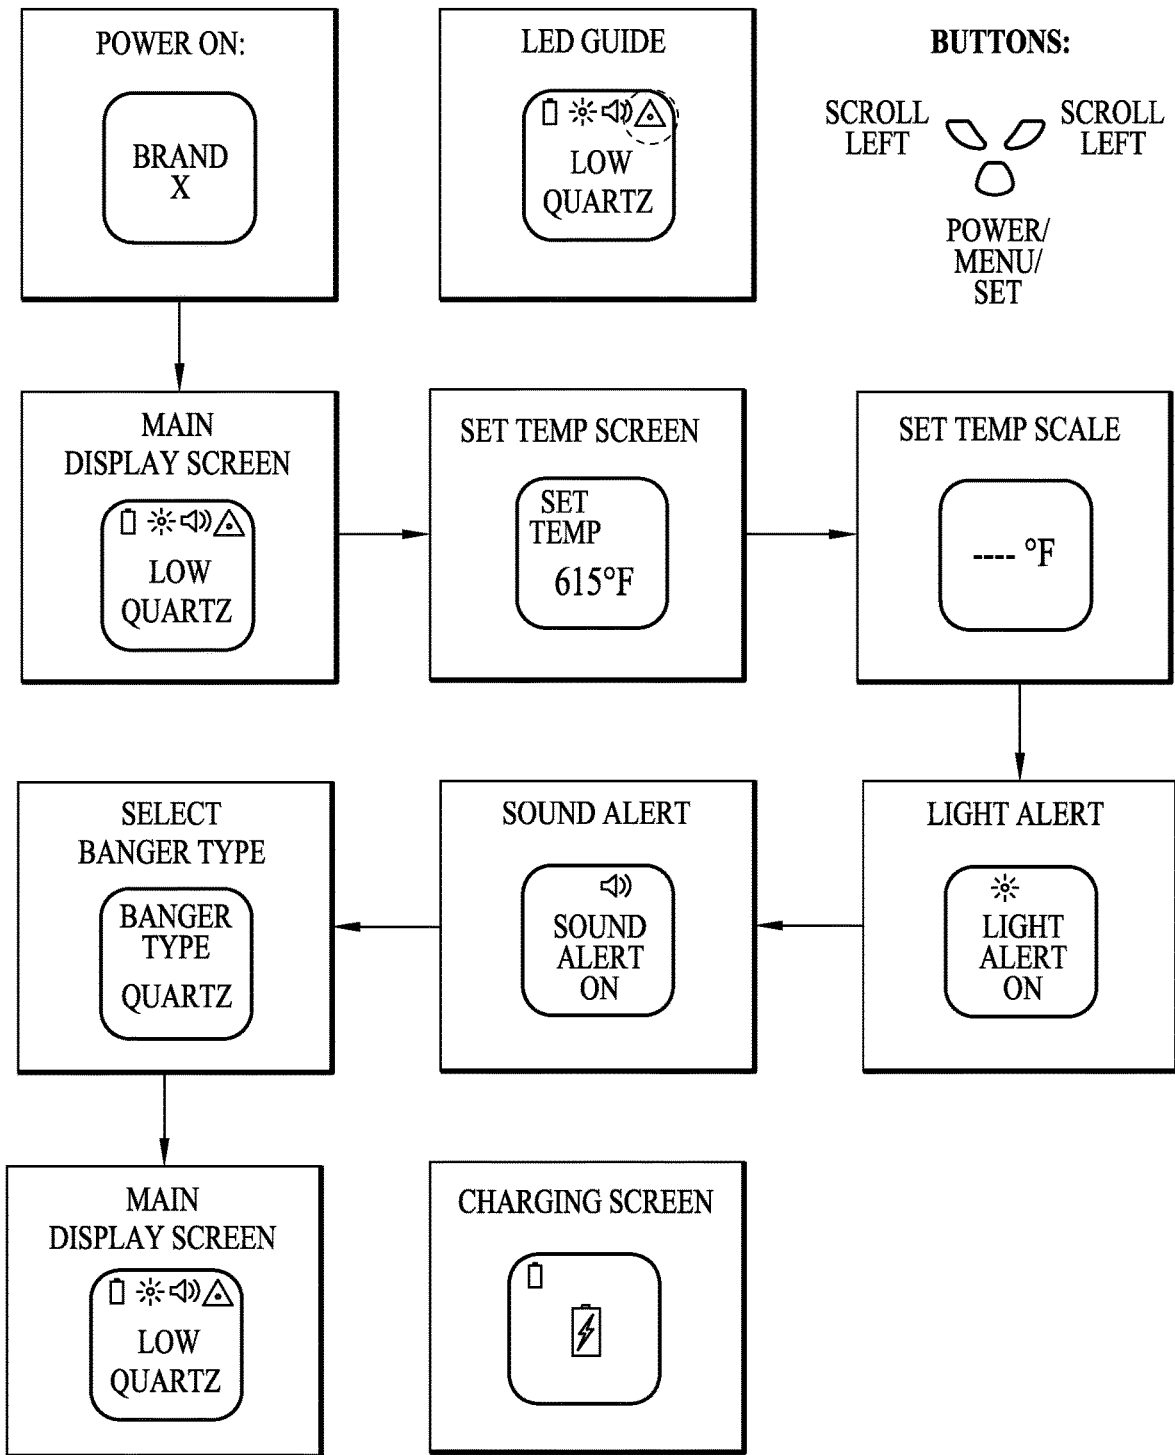 POWER ON:
BRAND
X
LED GUIDE
LOW
QUARTZ
BUTTONS:
SCROLL
LEFT
SCROLL
LEFT
POWER/
MENU/
SET
MAIN
DISPLAY SCREEN
LOW
QUARTZ
SET TEMP SCREEN
SET
TEMP
615°F
SET TEMP SCALE
---- °F
SELECT
BANGER TYPE
BANGER
TYPE
QUARTZ
SOUND ALERT
SOUND
ALERT
ON
LIGHT ALERT
LIGHT
ALERT
ON
MAIN
DISPLAY SCREEN
LOW
QUARTZ
CHARGING SCREEN